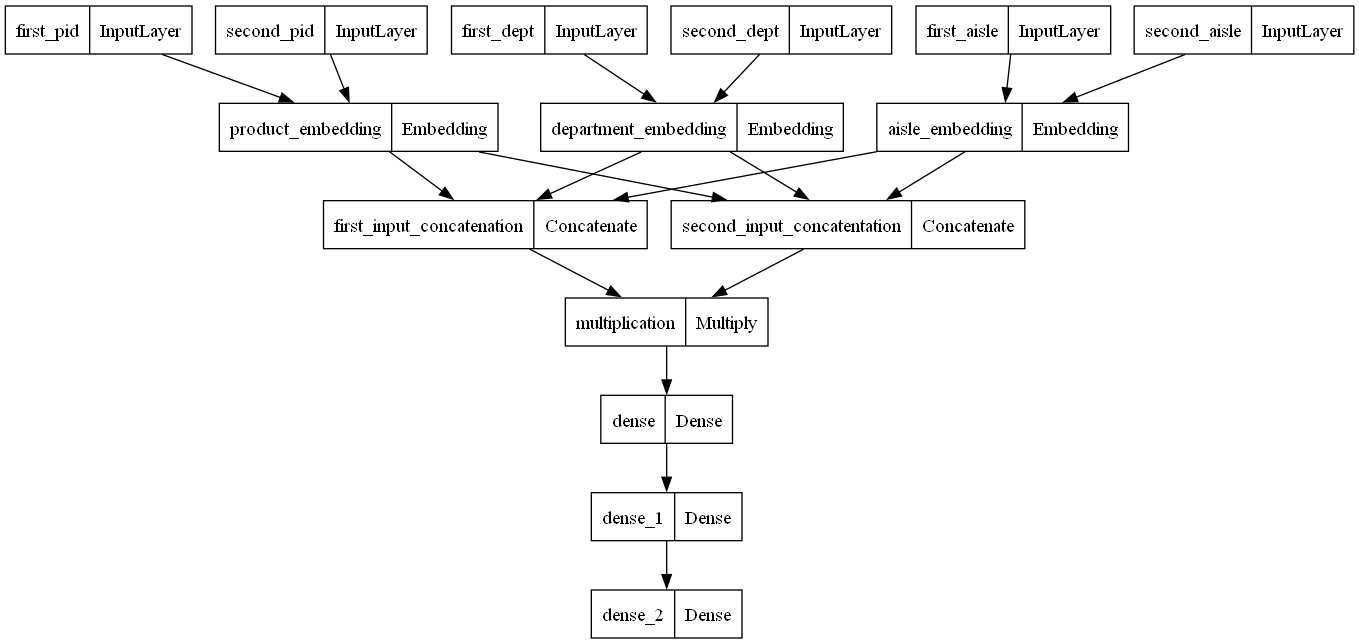 first_pid InputLayer second_pid InputLayer first_dept InputLayer second_dept InputLayer first_aisle InputLayer second_aisle InputLayer
product_embedding Embedding department_embedding Embedding aisle_embedding Embedding
first_input_concatenation Concatenate second_input_concatentation Concatenate
multiplication Multiply
dense Dense
dense_1 Dense
dense_2 Dense